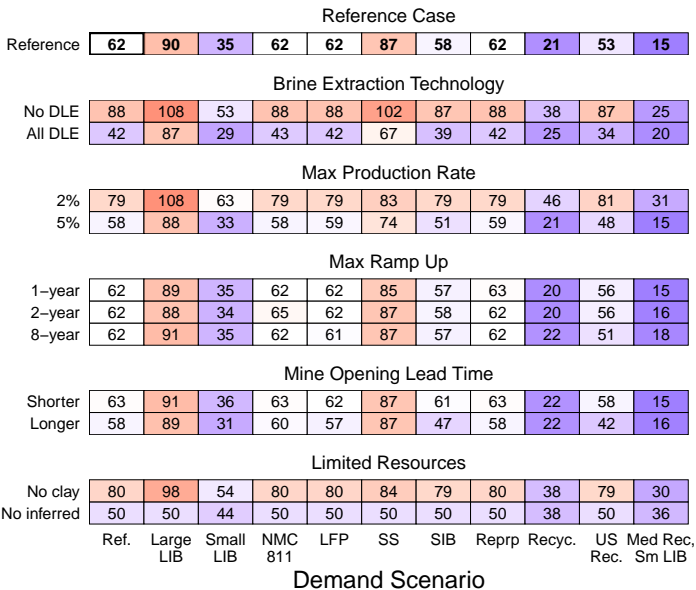 Reference Case
Reference 62 90 35 62 62 87 58 62 21 53 15
Brine Extraction Technology
No DLE 88 108 53 88 88 102 87 88 38 87 25
All DLE 42 87 29 43 42 67 39 42 25 34 20
Max Production Rate
2% 79 108 63 79 79 83 79 79 46 81 31
5% 58 88 33 58 59 74 51 59 21 48 15
Max Ramp Up
1−year 62 89 35 62 62 85 57 63 20 56 15
2−year 62 88 34 65 62 87 58 62 20 56 16
8−year 62 91 35 62 61 87 57 62 22 51 18
Mine Opening Lead Time
Shorter 63 91 36 63 62 87 61 63 22 58 15
Longer 58 89 31 60 57 87 47 58 22 42 16
Limited Resources
No clay 80 98 54 80 80 84 79 80 38 79 30
No inferred 50 50 44 50 50 50 50 50 38 50 36
Ref. Large Small NMC LFP SS SIB Reprp Recyc. US Med Rec,
LIB LIB 811 Rec. Sm LIB
Demand Scenario